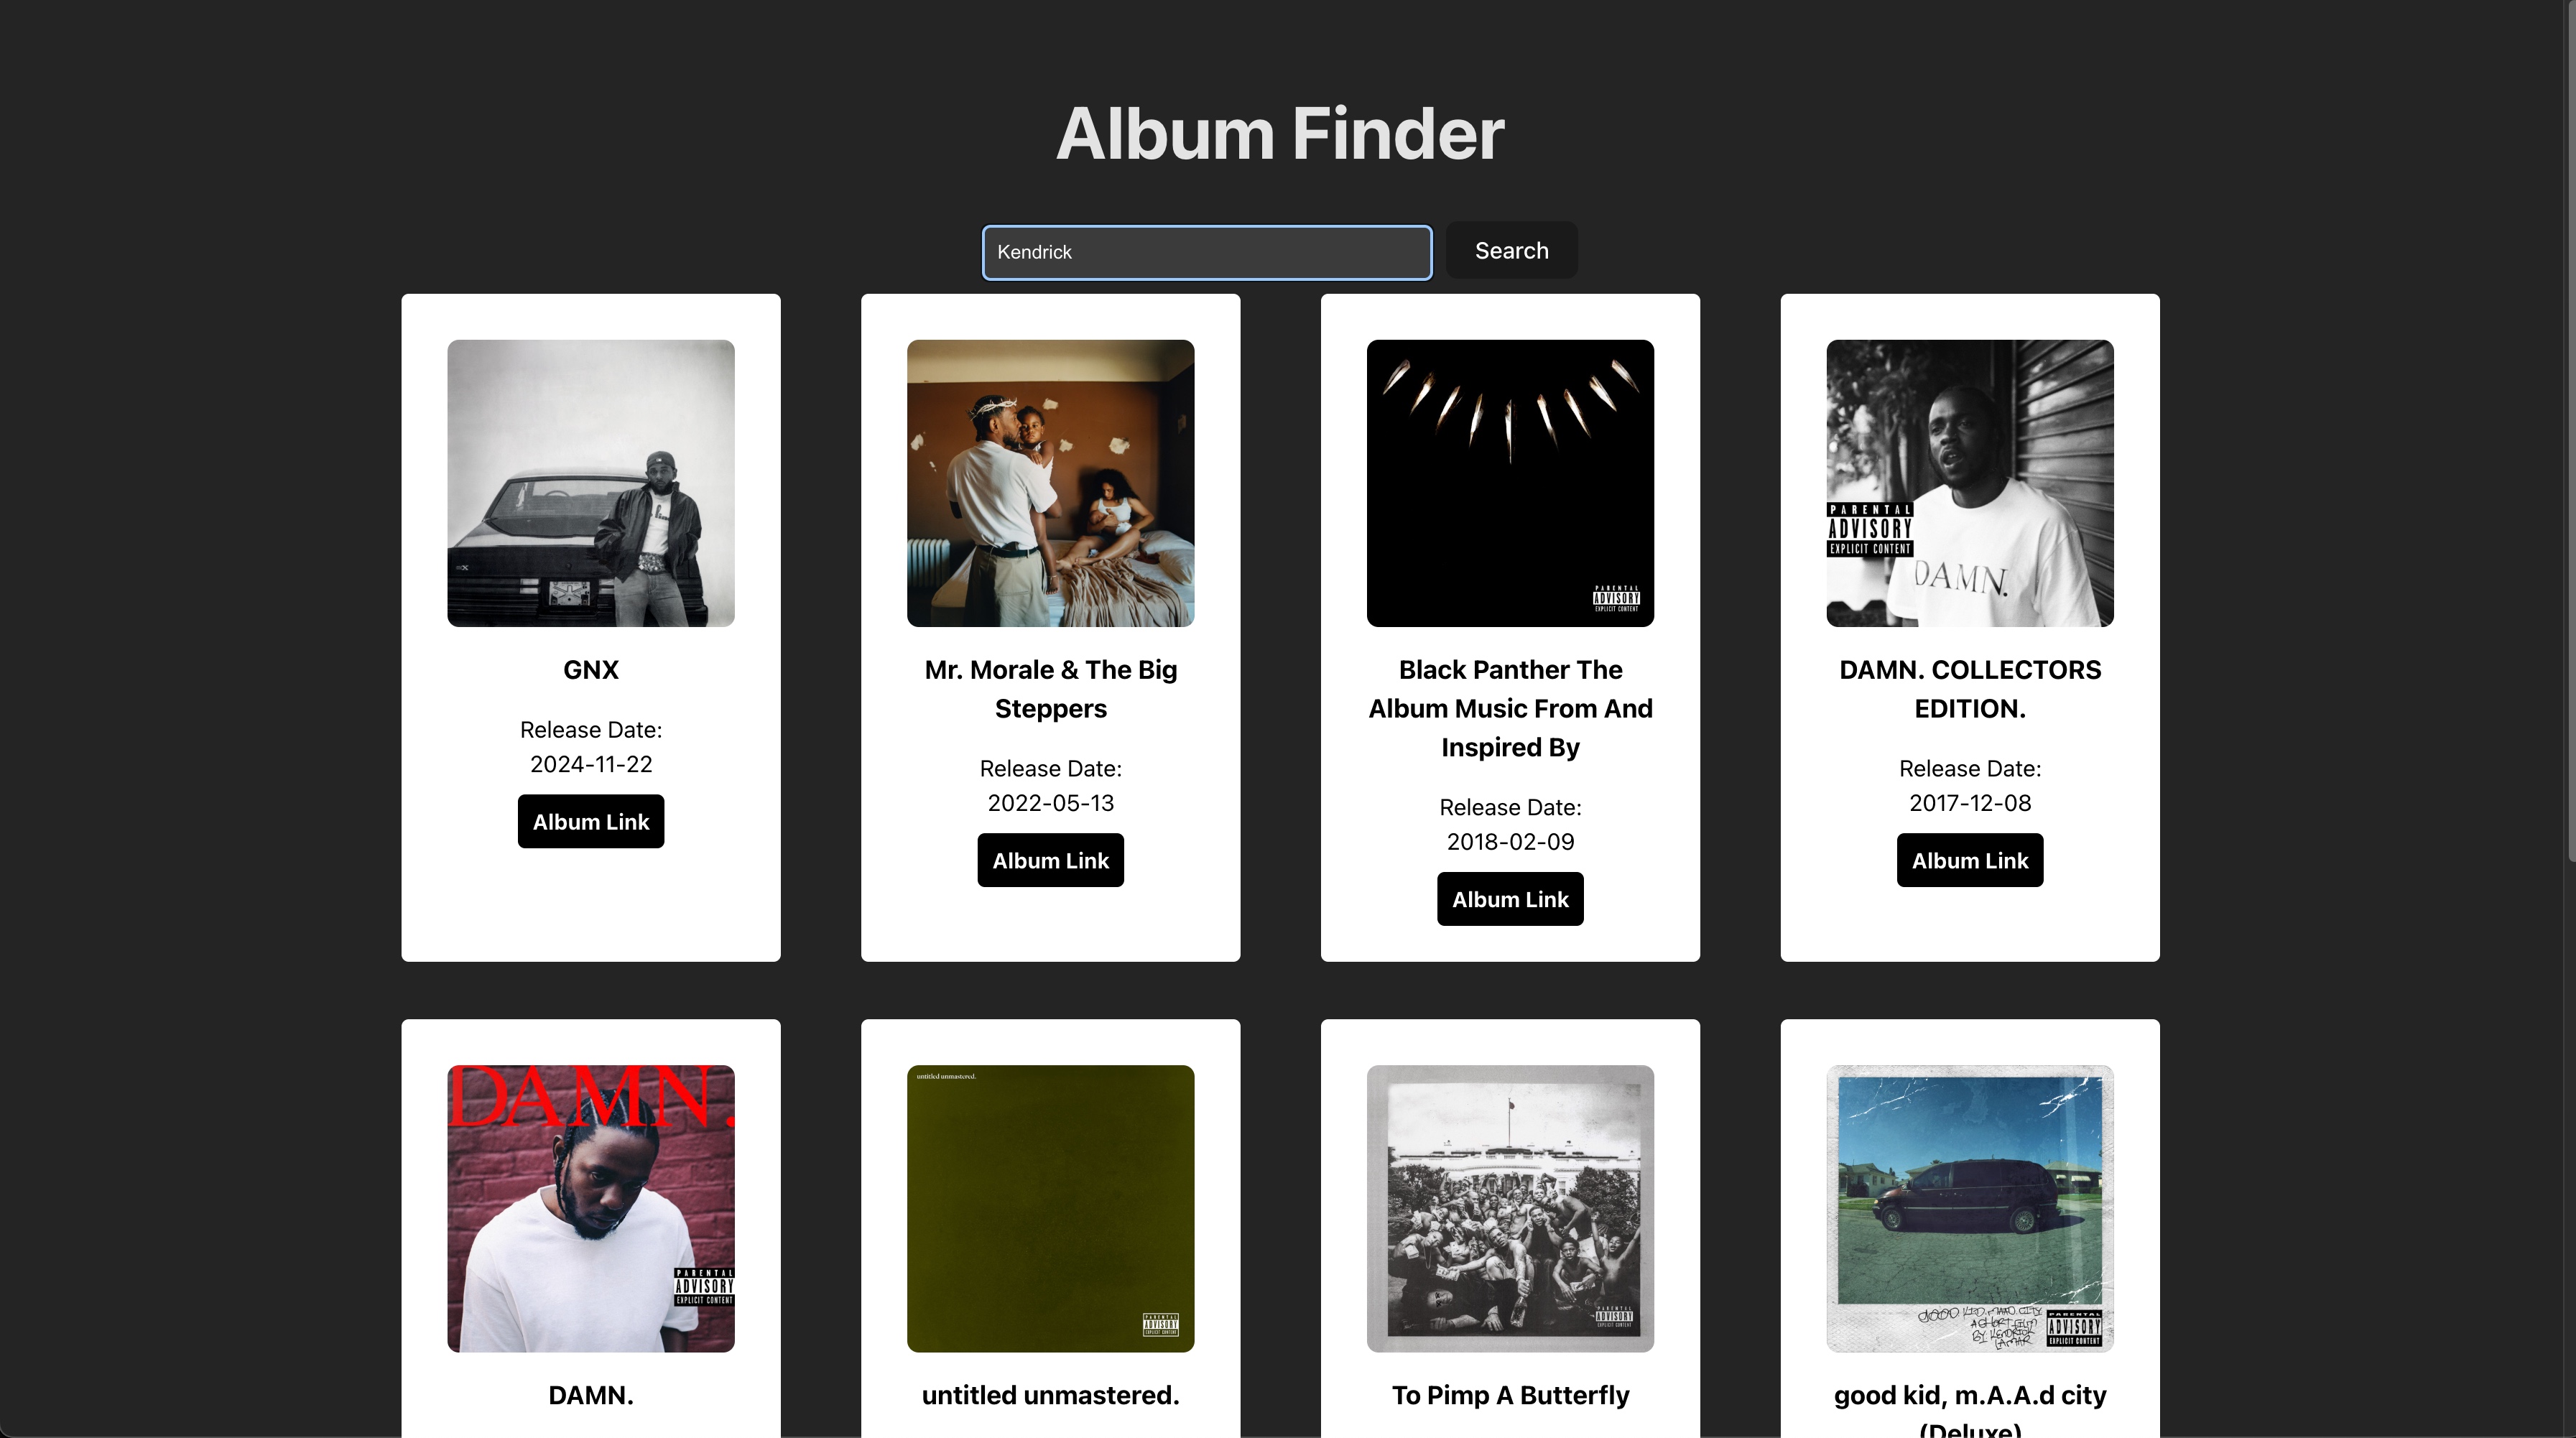 Album Finder
Kendrick
Search
PARENTAL
ADVISORY
EXPLICIT CONTENT
DAMN.
PARENTAL
ADVISORY
EXPLICIT CONTENT
GNX
Release Date:
2024-11-22
Album Link
Mr. Morale & The Big
Steppers
Release Date:
2022-05-13
Album Link
Black Panther The
Album Music From And
Inspired By
Release Date:
2018-02-09
Album Link
DAMN. COLLECTORS
EDITION.
Release Date:
2017-12-08
Album Link
DAMN.
PARENTAL
ADVISORY
EXPLICIT CONTENT
untitled unmastered.
PARENTAL
ADVISORY
EXPLICIT CONTENT
PARENTAL
ADVISORY
EXPLICIT CONTENT
good kid, m.A.A.d city
A SHORT FILM
BY KENDRICK
LAMAR
PARENTAL
ADVISORY
EXPLICIT CONTENT
DAMN.
untitled unmastered.
To Pimp A Butterfly
good kid, m.A.A.d city
(Deluxe)